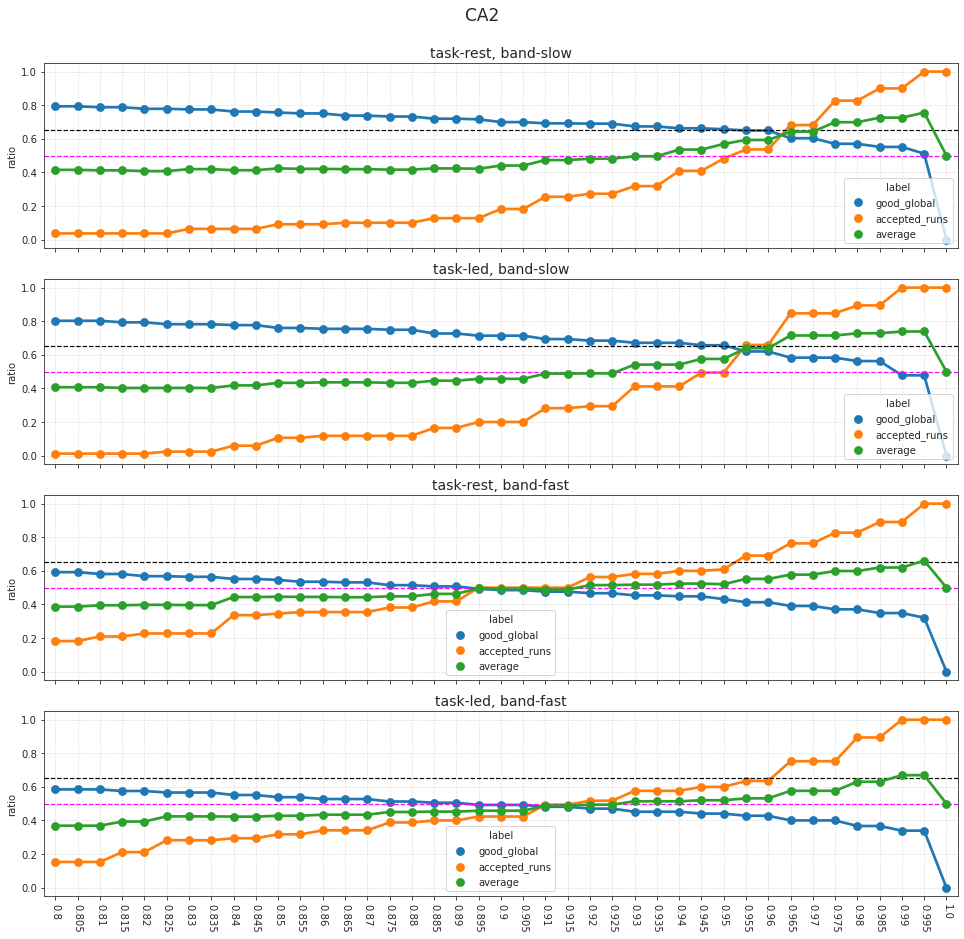 CA2
task-rest, band-slow
1.0
0.8
0.6
0.4
0.2
0.0
ratio
label
good_global
accepted_runs
average
task-led, band-slow
1.0
0.8
0.6
0.4
0.2
0.0
ratio
label
good_global
accepted_runs
average
task-rest, band-fast
1.0
0.8
0.6
0.4
0.2
0.0
ratio
label
good_global
accepted_runs
average
task-led, band-fast
1.0
0.8
0.6
0.4
0.2
0.0
ratio
label
good_global
accepted_runs
average
0.8
0.805
0.81
0.815
0.82
0.825
0.83
0.835
0.84
0.845
0.85
0.855
0.86
0.865
0.87
0.875
0.88
0.885
0.89
0.895
0.9
0.905
0.91
0.915
0.92
0.925
0.93
0.935
0.94
0.945
0.95
0.955
0.96
0.965
0.97
0.975
0.98
0.985
0.99
0.995
1.0